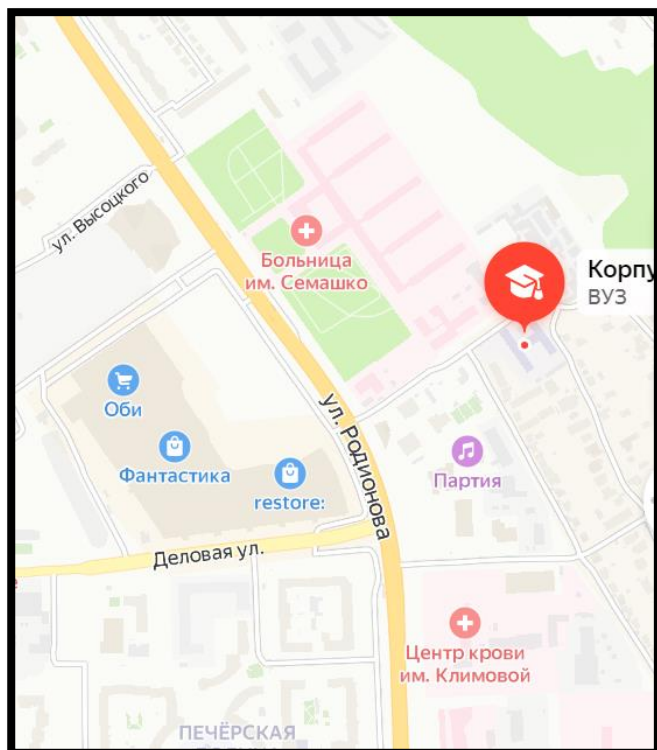 ул. Высоцкого
Больница
им. Семашко
Корпу
ВУЗ
Оби
ул. Родионова
Фантастика
Партия
restore:
Деловая ул.
е
Центр крови
им. Климовой
ПЕЧЁРСКАЯ